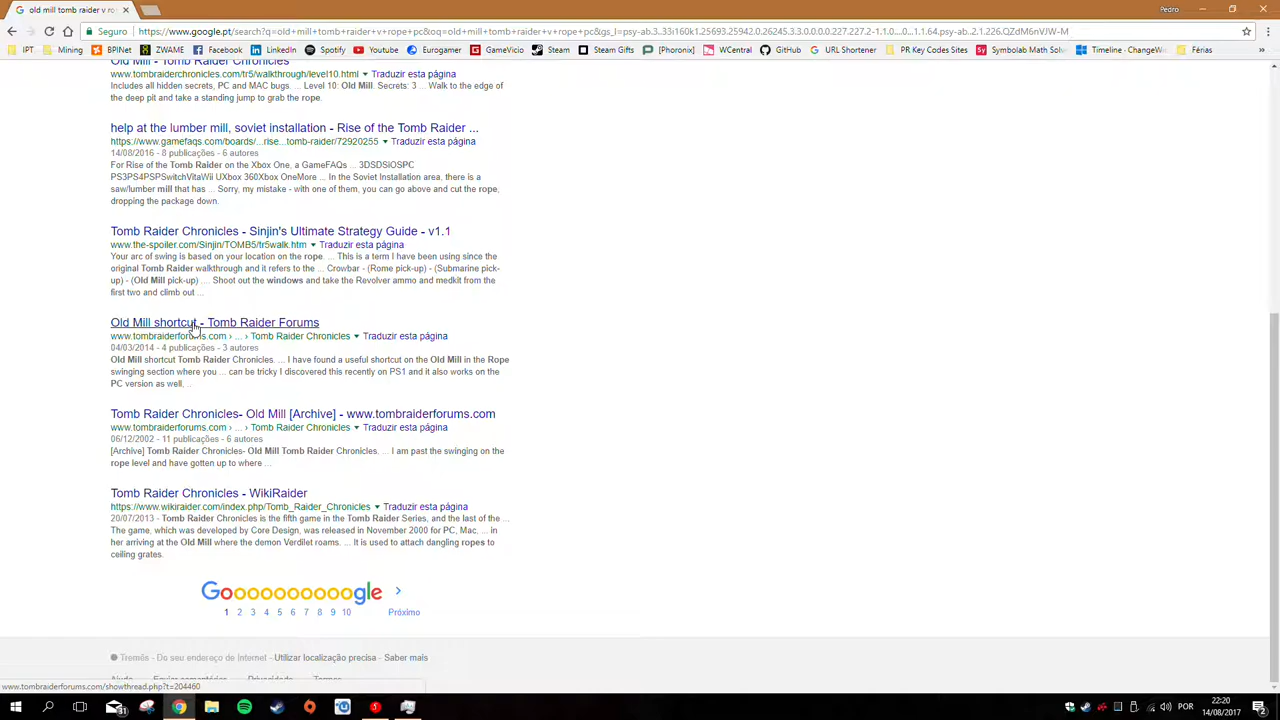 old mill tomb raider v ro
Pedro
Seguro
https://www.google.pt/search?q=old+mill+tomb+raider+v+rope+pc&oq=old+mill+tomb+raider+v+rope+pc&gs_l=psy-ab.3..33i160k1.25693.25942.0.26245.3.3.0.0.0.0.227.227.2-1.1.0....0...1.1.64.psy-ab..2.1.226.QZdM6nVJW-M
IPT
Mining
BPINet
ZWAME
Facebook
LinkedIn
Spotify
Youtube
Eurogamer
GameVicio
Steam
Steam Gifts
[Phoronix]
WCentral
GitHub
URL Shortener
PR Key Codes Sites
Symbolab Math Solv
Timeline - ChangeW
Férias
Old Mill - Tomb Raider Chronicles
www.tombraiderchronicles.com/tr5/walkthrough/level10.html ▾ Traduzir esta página
Includes all hidden secrets, PC and MAC bugs. ... Level 10: Old Mill. Secrets: 3 ... Walk to the edge of
the deep pit and take a standing jump to grab the rope.
help at the lumber mill, soviet installation - Rise of the Tomb Raider ...
https://www.gamefaqs.com/boards/...rise...tomb-raider/72920255 ▾ Traduzir esta página
14/08/2016 - 8 publicações - 6 autores
For Rise of the Tomb Raider on the Xbox One, a GameFAQs ... 3DSDSiOSPC
PS3PS4PSPSwitchVitaWii UXbox 360Xbox OneMore ... In the Soviet Installation area, there is a
saw/lumber mill that has ... Sorry, my mistake - with one of them, you can go above and cut the rope,
dropping the package down.
Tomb Raider Chronicles - Sinjin's Ultimate Strategy Guide - v1.1
www.the-spoiler.com/Sinjin/TOMB5/tr5walk.htm ▾ Traduzir esta página
Your arc of swing is based on your location on the rope. ... This is a term I have been using since the
original Tomb Raider walkthrough and it refers to the ... Crowbar - (Rome pick-up) - (Submarine pick-
up) - (Old Mill pick-up) .... Shoot out the windows and take the Revolver ammo and medkit from the
first two and climb out ...
Old Mill shortcut - Tomb Raider Forums
www.tombraiderforums.com › ... › Tomb Raider Chronicles ▾ Traduzir esta página
04/03/2014 - 4 publicações - 3 autores
Old Mill shortcut Tomb Raider Chronicles. ... I have found a useful shortcut on the Old Mill in the Rope
swinging section where you ... can be tricky I discovered this recently on PS1 and it also works on the
PC version as well, ...
Tomb Raider Chronicles- Old Mill [Archive] - www.tombraiderforums.com
www.tombraiderforums.com › ... › Tomb Raider Chronicles ▾ Traduzir esta página
06/12/2002 - 11 publicações - 6 autores
[Archive] Tomb Raider Chronicles- Old Mill Tomb Raider Chronicles. ... I am past the swinging on the
rope level and have gotten up to where ...
Tomb Raider Chronicles - WikiRaider
https://www.wikiraider.com/index.php/Tomb_Raider_Chronicles ▾ Traduzir esta página
20/07/2013 - Tomb Raider Chronicles is the fifth game in the Tomb Raider Series, and the last of the ...
The game, which was developed by Core Design, was released in November 2000 for PC, Mac, ... in
her arriving at the Old Mill where the demon Verdilet roams. ... It is used to attach dangling ropes to
ceiling grates.
Goooooooooogle >
1 2 3 4 5 6 7 8 9 10 Próximo
Tremês - Do seu endereço de Internet - Utilizar localização precisa - Saber mais
Ajuda Enviar comentários Privacidade Termos
www.tombraiderforums.com/showthread.php?t=204460
31
POR
22:20
14/08/2017
2